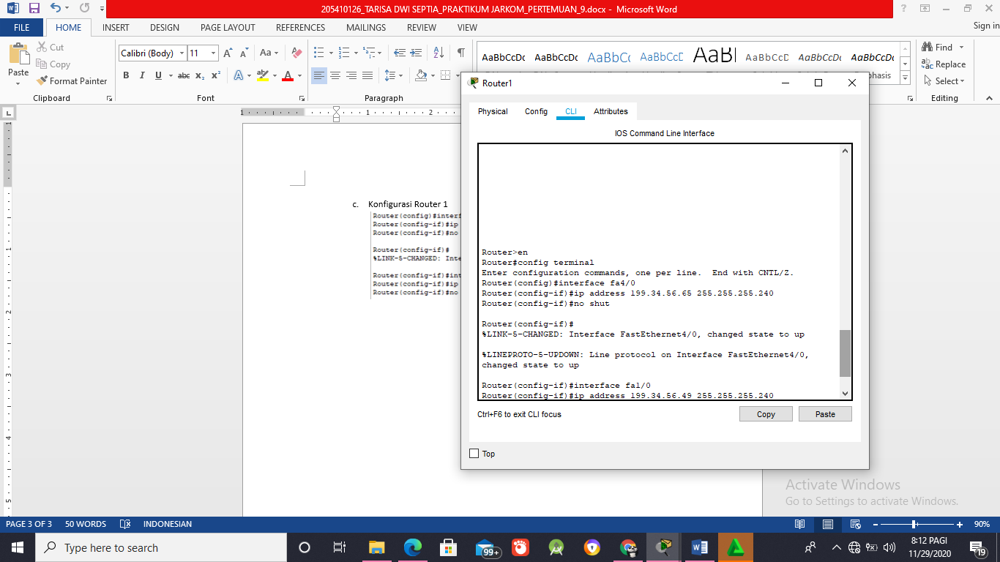 205410126_TARISA DWI SEPTIA_PRAKTIKUM JARKOM_PERTEMUAN_9.docx - Microsoft Word
FILE HOME INSERT DESIGN PAGE LAYOUT REFERENCES MAILINGS REVIEW VIEW Sign in
Paste
Cut
Copy
Format Painter
Clipboard
Calibri (Body) 11
Font
Paragraph
AaBbCcDc AaBbCcDc AaBbCc AaBbCcD AaB AaBbCcD AaBbCcDc AaBbCcDc
phasis
Find
Replace
Select
Editing
c. Konfigurasi Router 1
Router(config)#interf
Router(config-if)#ip
Router(config-if)#no
Router(config-if)#
%LINK-5-CHANGED: Inte
Router(config-if)#int
Router(config-if)#ip
Router(config-if)#no
Router1
Physical Config CLI Attributes
IOS Command Line Interface
Router>en
Router#config terminal
Enter configuration commands, one per line.  End with CNTL/Z.
Router(config)#interface fa4/0
Router(config-if)#ip address 199.34.56.65 255.255.255.240
Router(config-if)#no shut
Router(config-if)#
%LINK-5-CHANGED: Interface FastEthernet4/0, changed state to up
%LINEPROTO-5-UPDOWN: Line protocol on Interface FastEthernet4/0,
changed state to up
Router(config-if)#interface fa1/0
Router(config-if)#ip address 199.34.56.49 255.255.255.240
Ctrl+F6 to exit CLI focus
Copy Paste
Top
Activate Windows
Go to Settings to activate Windows.
PAGE 3 OF 3 50 WORDS INDONESIAN 90%
Type here to search
99+
8:12 PAGI
11/29/2020
19